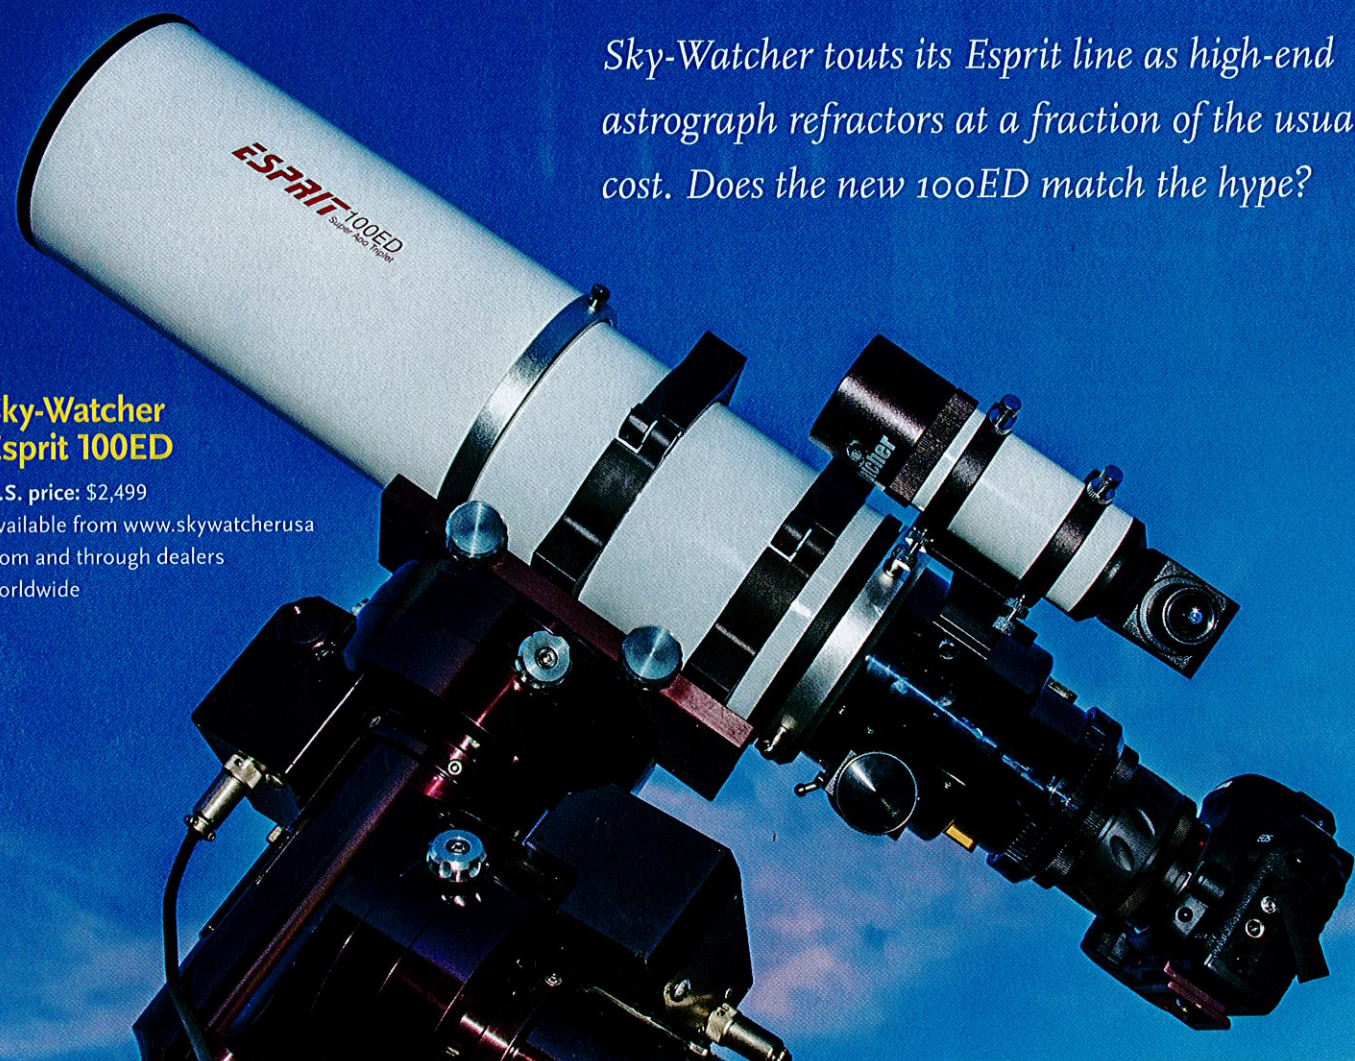 Sky-Watcher touts its Esprit line as high-end
astrograph refractors at a fraction of the usua
cost. Does the new 100ED match the hype?
ESPRIT 100ED
Super Apo Triplet
ky-Watcher
sprit 100ED
.S. price: $2,499
vailable from www.skywatcherusa
om and through dealers
orldwide
atcher